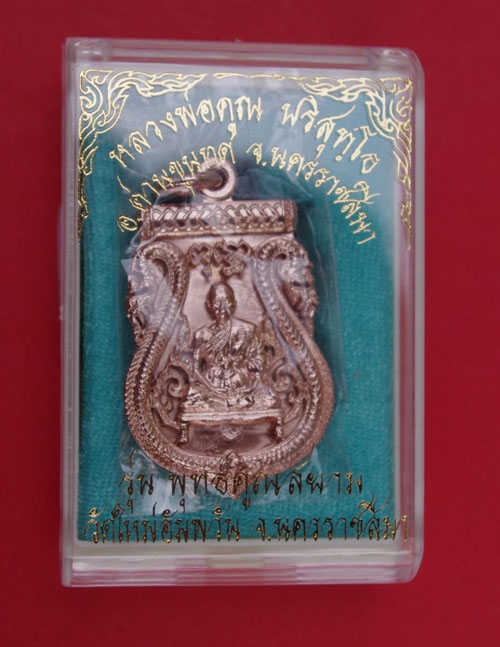 หลวงพ่อคูณ ปริสุทฺโธ
อ.ด่านขุนทด จ.นครราชสีมา
รุ่น พุทธคูณสยาม
วัดใหม่อัมพวัน จ.นครราชสีมา